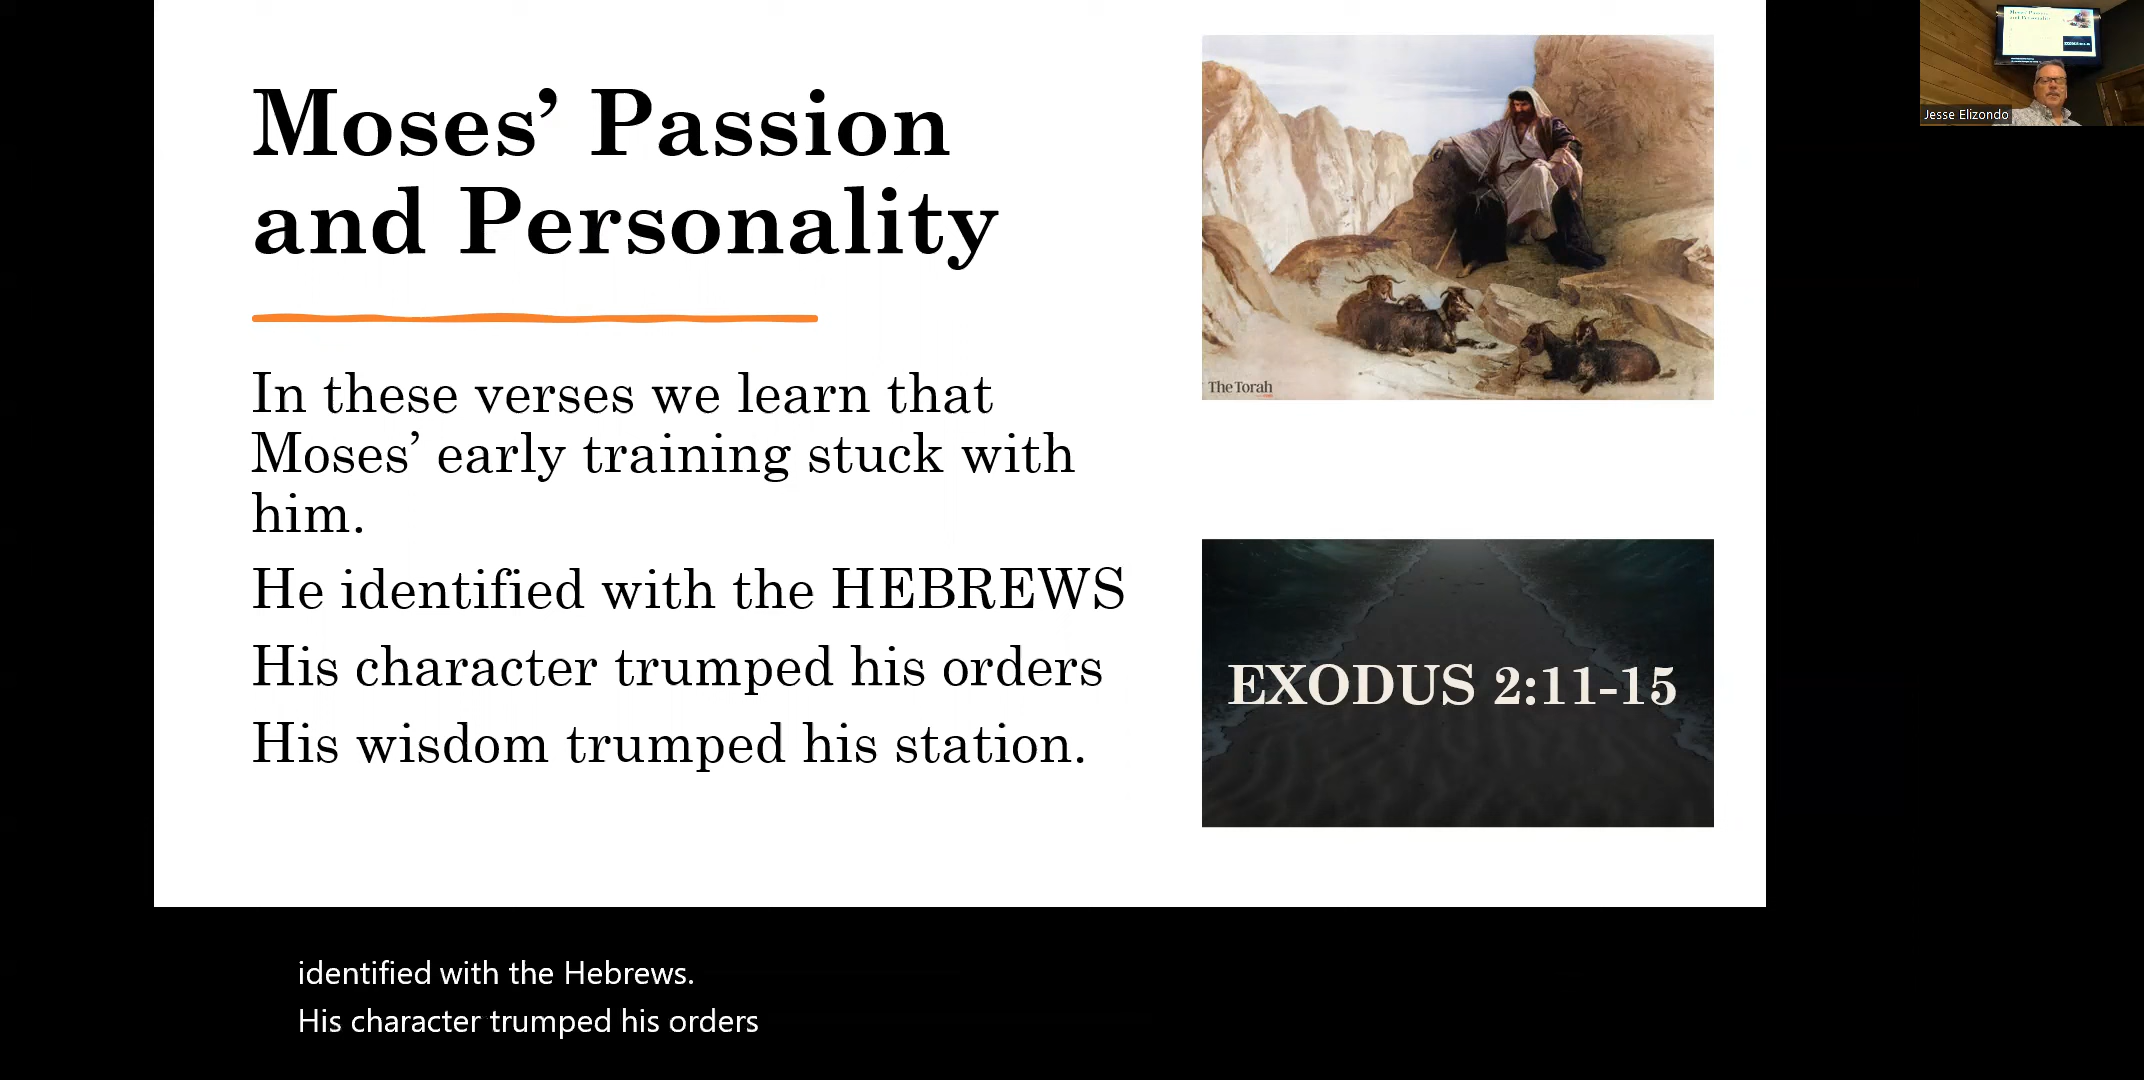 Moses’ Passion
and Personality
In these verses we learn that
Moses’ early training stuck with
him.
He identified with the HEBREWS
His character trumped his orders
His wisdom trumped his station.
The Torah
EXODUS 2:11-15
Jesse Elizondo
identified with the Hebrews.
His character trumped his orders